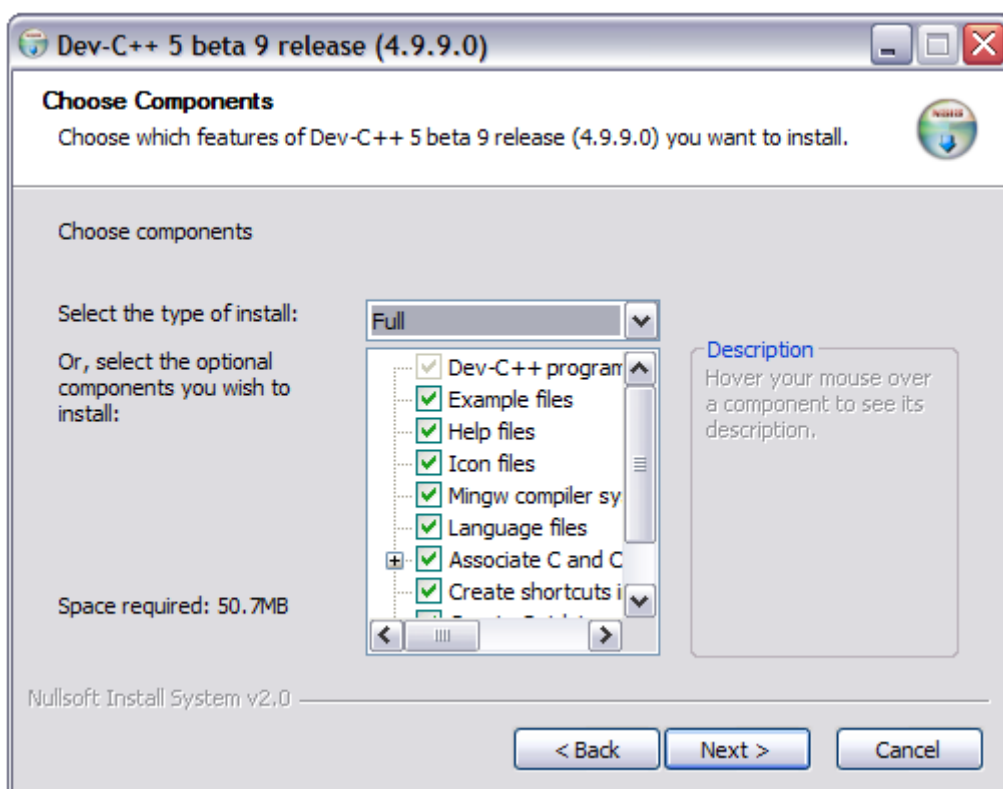 Dev-C++ 5 beta 9 release (4.9.9.0)
Choose Components
Choose which features of Dev-C++ 5 beta 9 release (4.9.9.0) you want to install.
Choose components
Select the type of install:
Full
Or, select the optional
components you wish to
install:
Dev-C++ program
Example files
Help files
Icon files
Mingw compiler sy
Language files
Associate C and C
Create shortcuts i
Description
Hover your mouse over
a component to see its
description.
Space required: 50.7MB
Nullsoft Install System v2.0
< Back
Next >
Cancel